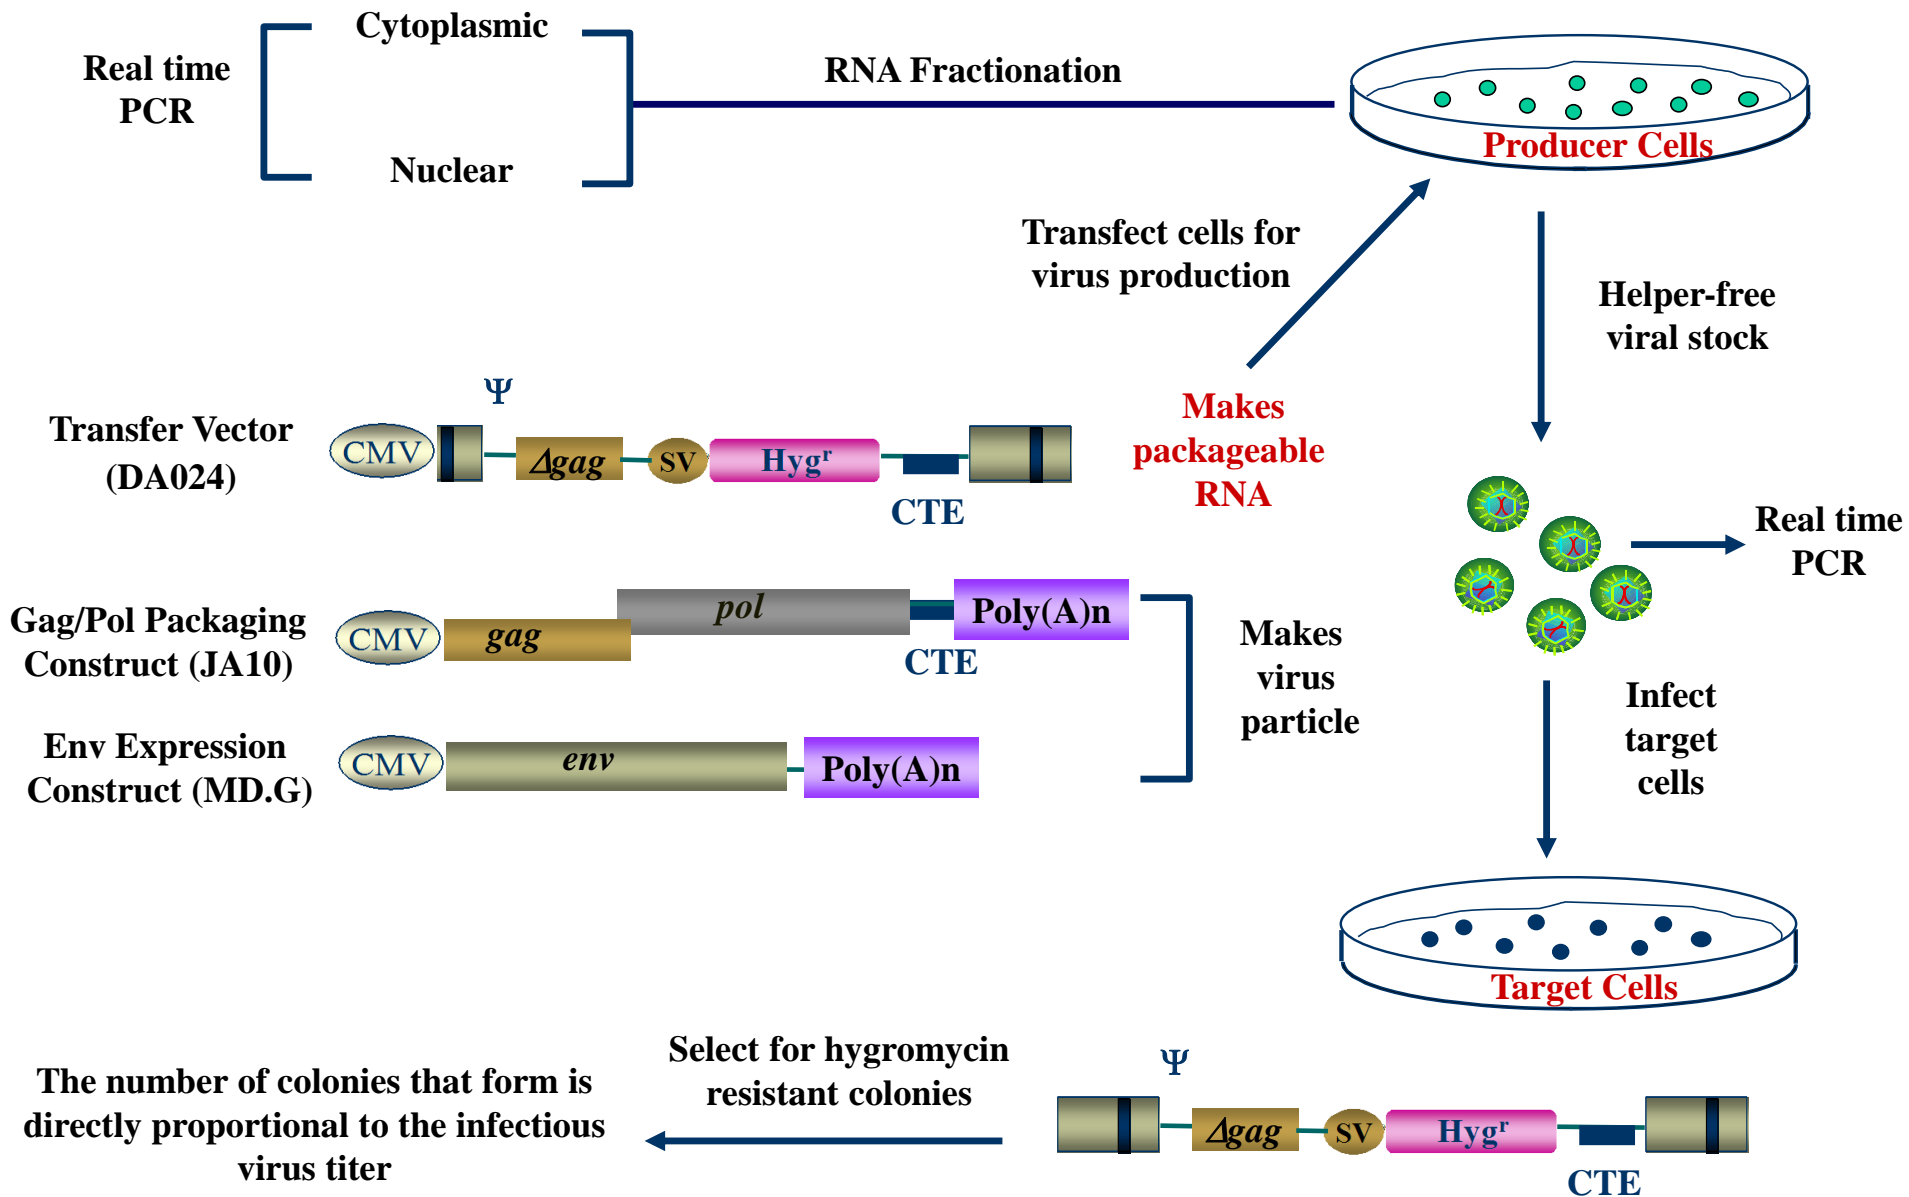 Cytoplasmic
Real time
PCR
Nuclear
RNA Fractionation
Producer Cells
Transfect cells for
virus production
Helper-free
viral stock
Ψ
Transfer Vector
(DA024)
CMV
Δgag
SV
Hygʳ
CTE
Makes
packageable
RNA
Real time
PCR
Gag/Pol Packaging
Construct (JA10)
CMV
gag
pol
CTE
Poly(A)n
Makes
virus
particle
Env Expression
Construct (MD.G)
CMV
env
Poly(A)n
Infect
target
cells
Target Cells
Ψ
Δgag
SV
Hygʳ
CTE
Select for hygromycin
resistant colonies
The number of colonies that form is
directly proportional to the infectious
virus titer